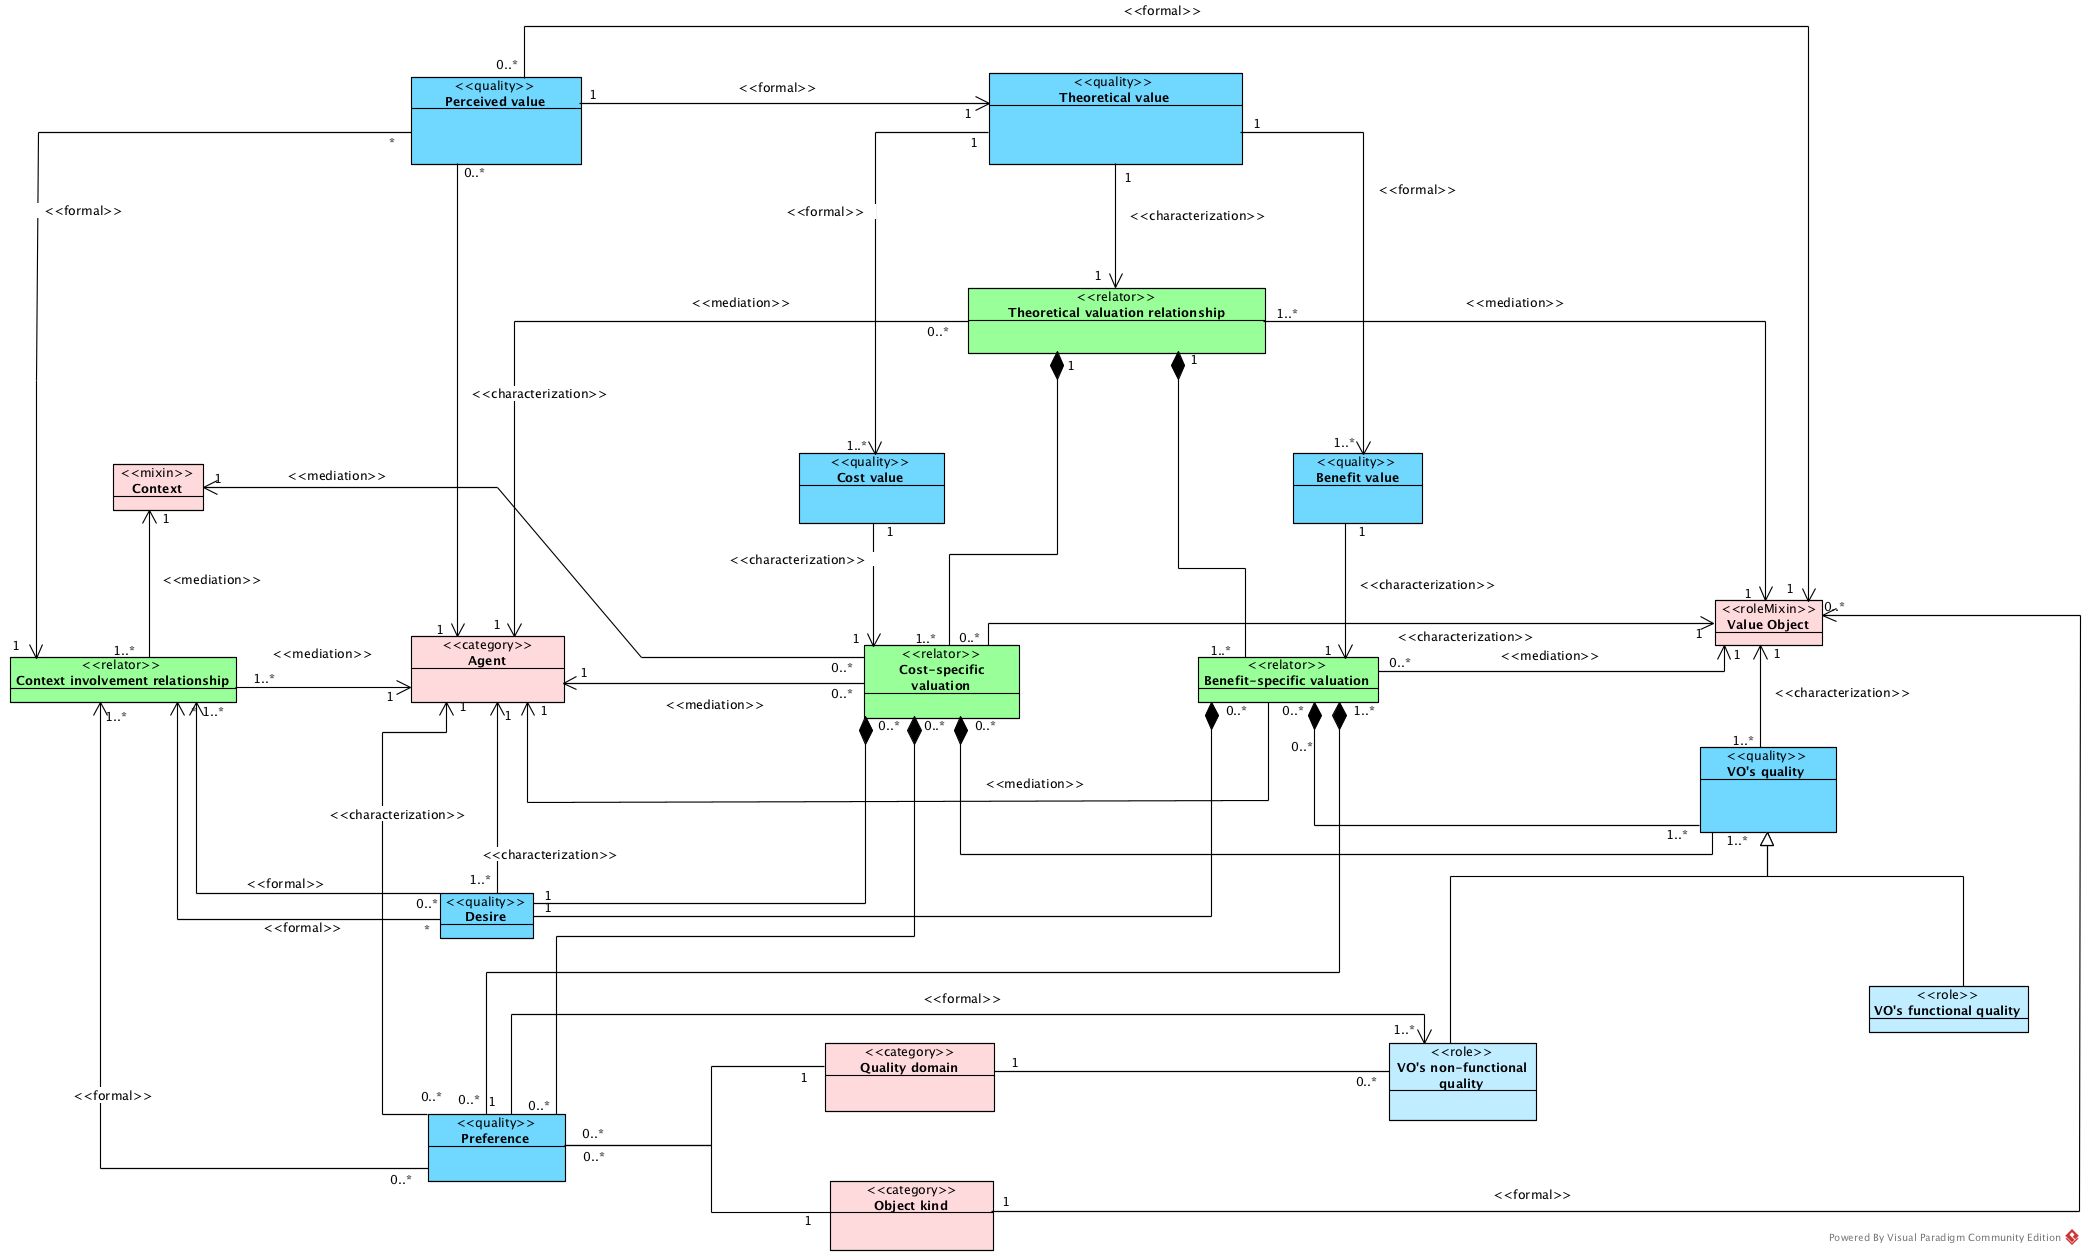 <<formal>>
0..*
<<quality>>
Perceived value
1
<<formal>>
1
<<quality>>
Theoretical value
*
0..*
1
1
1
<<formal>>
<<formal>>
<<characterization>>
<<formal>>
1
<<relator>>
Theoretical valuation relationship
<<mediation>>
0..*
1..*
<<mediation>>
1
1
<<characterization>>
1..*
<<quality>>
Cost value
1..*
<<quality>>
Benefit value
<<mixin>>
Context
1
<<mediation>>
1
1
1
<<characterization>>
<<mediation>>
<<characterization>>
1
1
0..*
<<roleMixin>>
Value Object
1
1
1
1..*
<<relator>>
Context involvement relationship
<<mediation>>
1..*
1
1
1
<<category>>
Agent
1
1..*
0..*
<<relator>>
Cost-specific
valuation
0..*
0..*
1
<<mediation>>
<<characterization>>
1
1..*
1
<<relator>>
Benefit-specific valuation
0..*
<<mediation>>
1
1
1..*
*
1..*
1
1
1
0..*
0..*
0..*
0..*
0..*
1..*
0..*
<<characterization>>
1..*
<<quality>>
VO's quality
<<mediation>>
<<characterization>>
1..*
1..*
<<characterization>>
1..*
<<formal>>
0..*
<<quality>>
Desire
1
1
*
<<formal>>
<<formal>>
1..*
<<role>>
VO's functional quality
<<category>>
Quality domain
1
1
0..*
<<role>>
VO's non-functional
quality
<<formal>>
0..*
0..*
1
0..*
<<quality>>
Preference
0..*
0..*
0..*
<<category>>
Object kind
1
1
<<formal>>
Powered By Visual Paradigm Community Edition